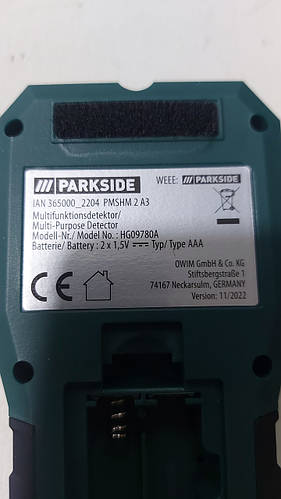 /// PARKSIDE
WEEE: /// PARKSIDE
IAN 365000_2204 PMSHM 2 A3
Multifunktionsdetektor/
Multi-Purpose Detector
Modell-Nr./ Model No.: HG09780A
Batterie/ Battery : 2 x 1,5V ⎓ Typ/ Type AAA
OWIM GmbH & Co. KG
Stiftsbergstraße 1
74167 Neckarsulm, GERMANY
Version: 11/2022
CE